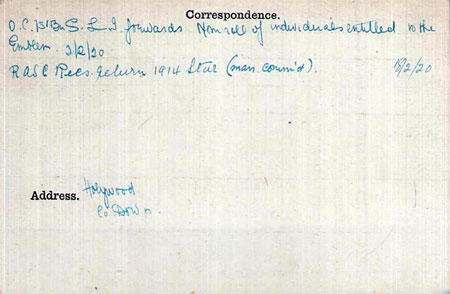 Correspondence.
O.C. 1st Bn S.L.I. forwards Nom roll of individuals entitled to the
Emblem. 2/2/20
R A S C Recs. return 1914 Star (man comm'd). 18/2/20
Address. Holywood
Co Down.